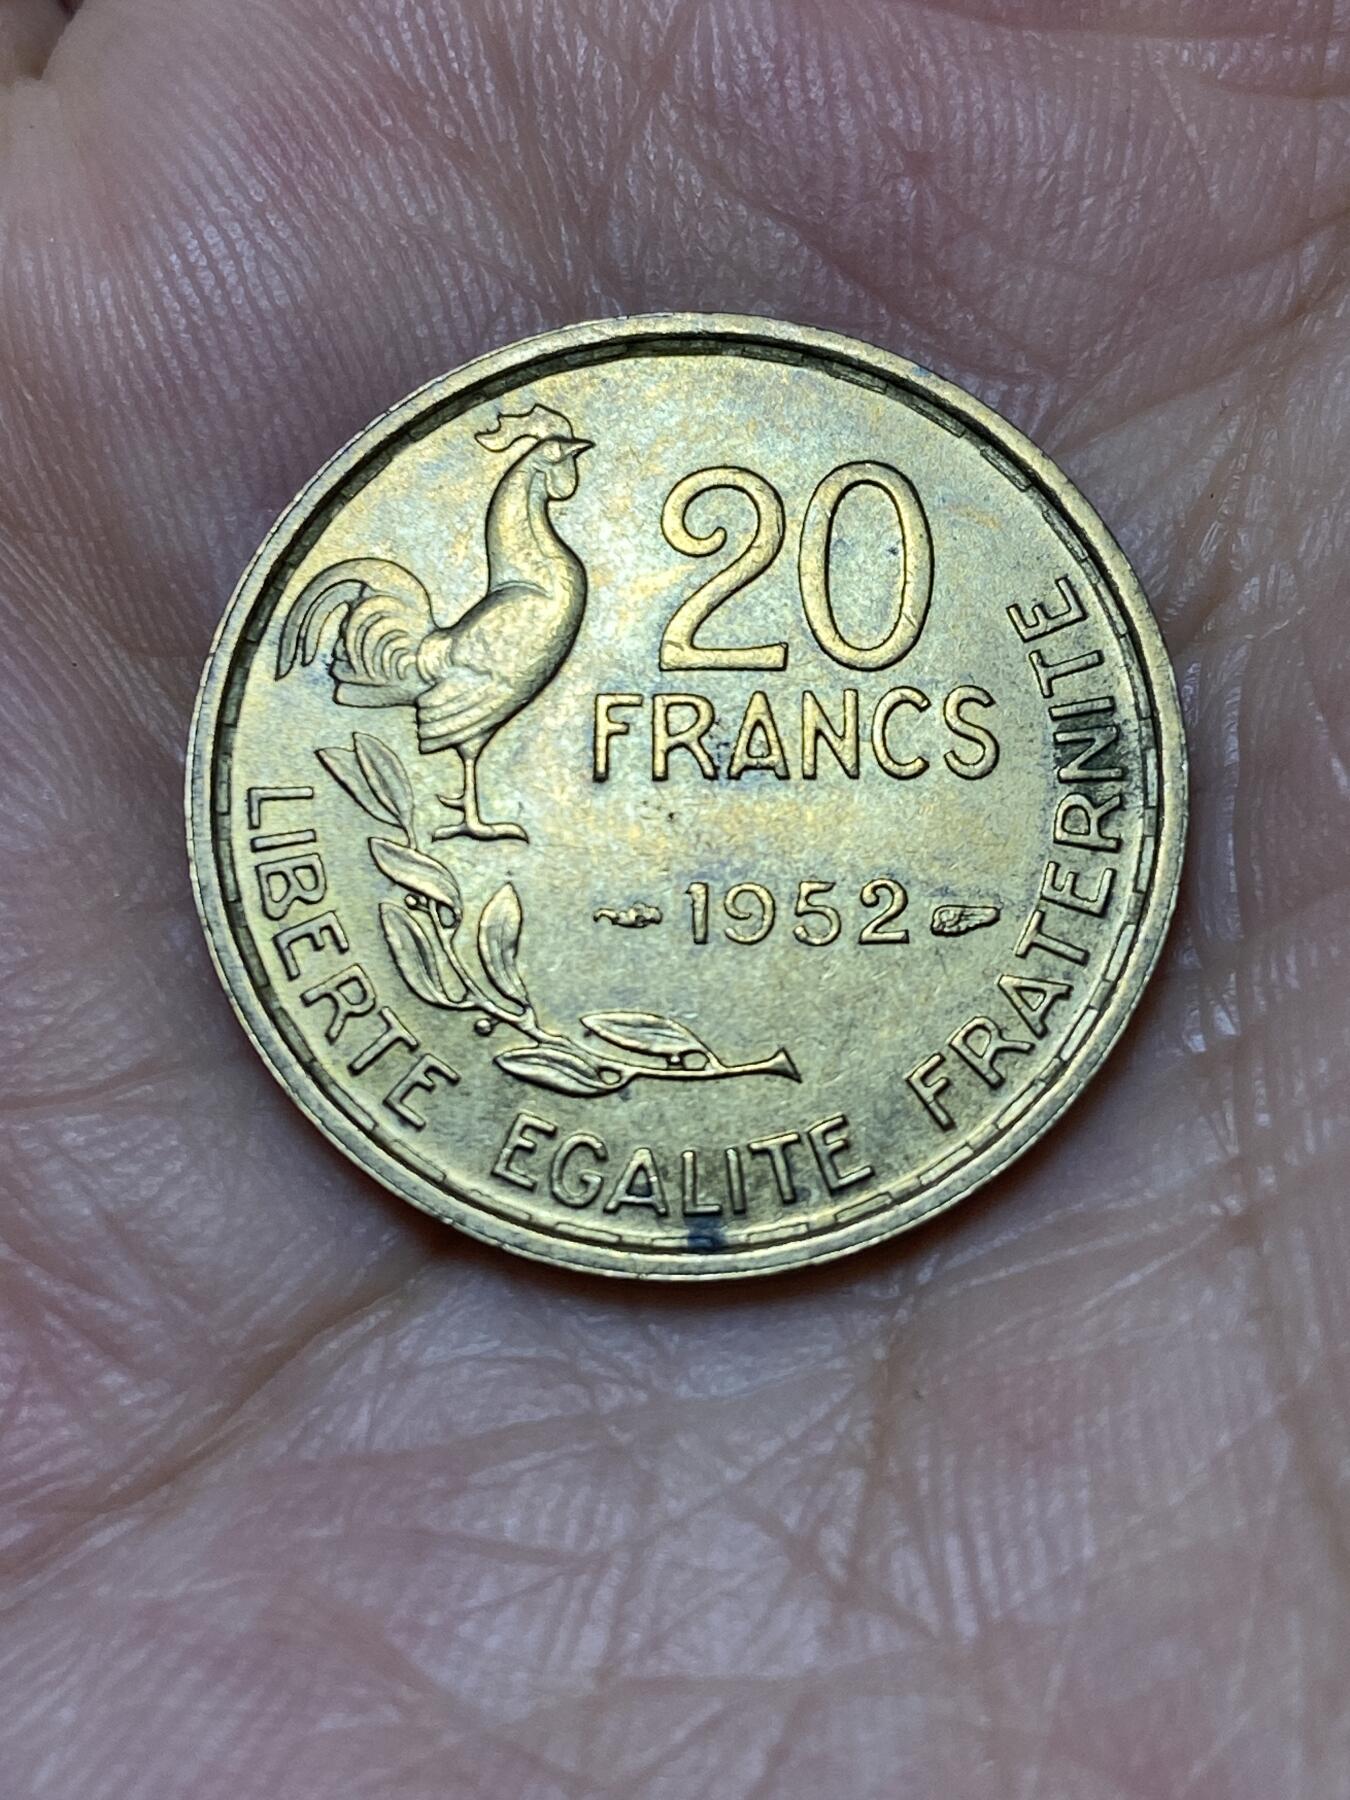 20
FRANCS
1952
LIBERTE EGALITE FRATERNITE